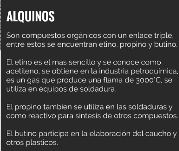 ALQUINOS
Son compuestos organicos con un enlace triple,
entre estos se encuentran etino, propino y butino.
El etino es el mas sencillo y se conoce como
acetileno, se obtiene en la industria petroquimica,
es un gas que produce una flama de 3000°C, se
utiliza en equipos de soldadura.
El propino tambien se utiliza en las soldaduras y
como reactivo para sintesis de otros compuestos.
El butino participa en la elaboración del caucho y
otros plasticos.